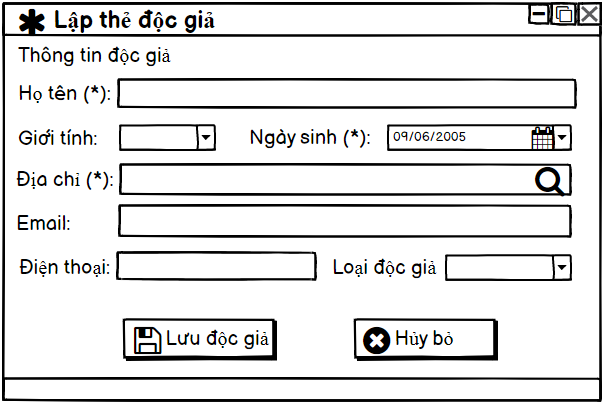 Lập thẻ độc giả
Thông tin độc giả
Họ tên (*):
Giới tính: Ngày sinh (*): 09/06/2005
Địa chỉ (*):
Email:
Điện thoại: Loại độc giả
Lưu độc giả Hủy bỏ